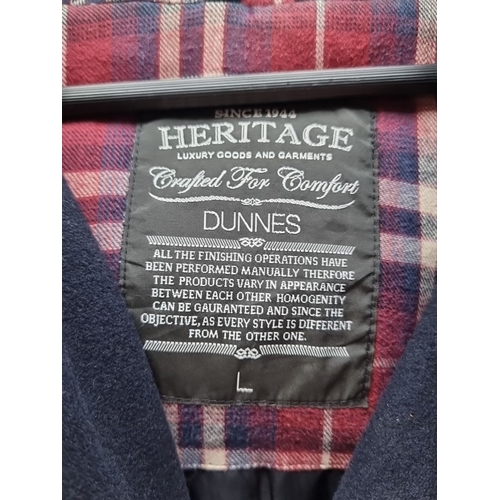 SINCE 1944
HERITAGE
LUXURY GOODS AND GARMENTS
Crafted For Comfort
DUNNES
ALL THE FINISHING OPERATIONS HAVE
BEEN PERFORMED MANUALLY THERFORE
THE PRODUCTS VARY IN APPEARANCE
BETWEEN EACH OTHER HOMOGENITY
CAN BE GAURANTEED AND SINCE THE
OBJECTIVE, AS EVERY STYLE IS DIFFERENT
FROM THE OTHER ONE.
L